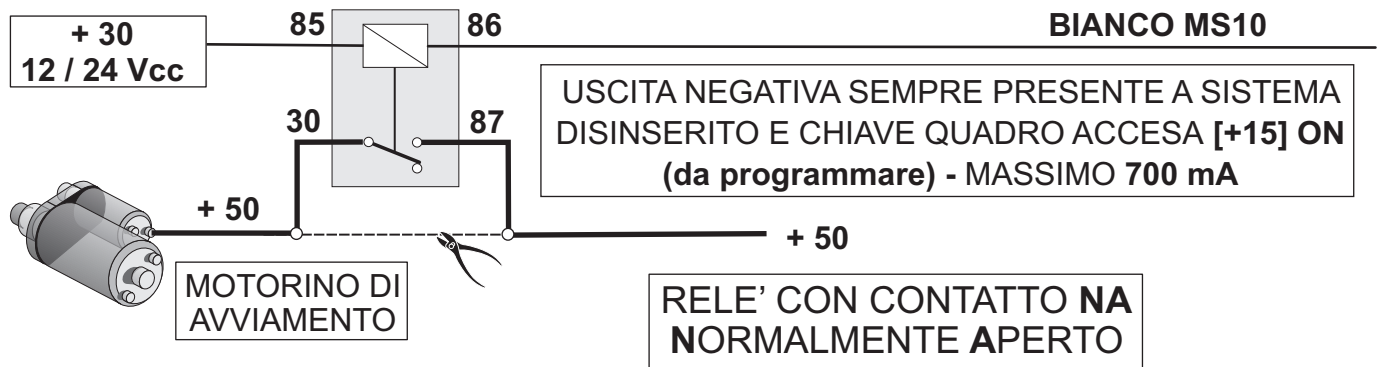 + 30
12 / 24 Vcc
85
86
BIANCO MS10
30
87
USCITA NEGATIVA SEMPRE PRESENTE A SISTEMA
DISINSERITO E CHIAVE QUADRO ACCESA [+15] ON
(da programmare) - MASSIMO 700 mA
+ 50
+ 50
MOTORINO DI
AVVIAMENTO
RELE' CON CONTATTO NA
NORMALMENTE APERTO